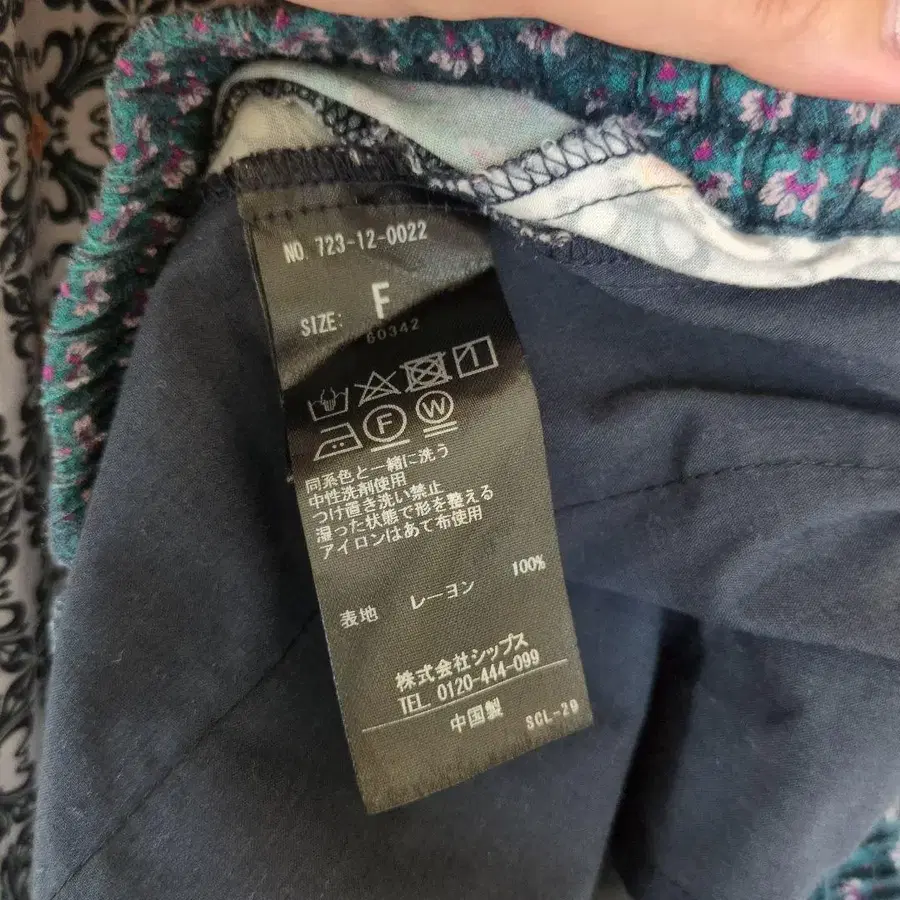 NO. 723-12-0022
SIZE: F
60342
F W
同系色と一緒に洗う
中性洗剤使用
つけ置き洗い禁止
湿った状態で形を整える
アイロンはあて布使用
100%
表地 レーヨン
株式会社シップス
TEL. 0120-444-099
中国製 SCL-29